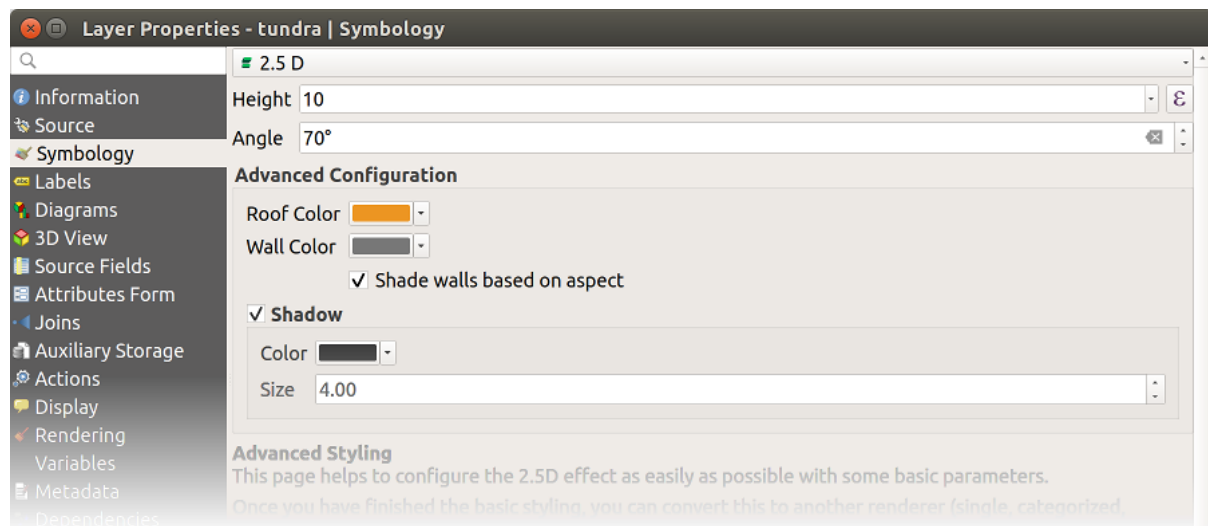 Layer Properties - tundra | Symbology
Information
Source
Symbology
Labels
Diagrams
3D View
Source Fields
Attributes Form
Joins
Auxiliary Storage
Actions
Display
Rendering
Variables
Metadata
Dependencies
2.5 D
Height 10 ε
Angle 70°
Advanced Configuration
Roof Color
Wall Color
Shade walls based on aspect
Shadow
Color
Size 4.00
Advanced Styling
This page helps to configure the 2.5D effect as easily as possible with some basic parameters.
Once you have finished the basic styling, you can convert this to another renderer (single, categorized,